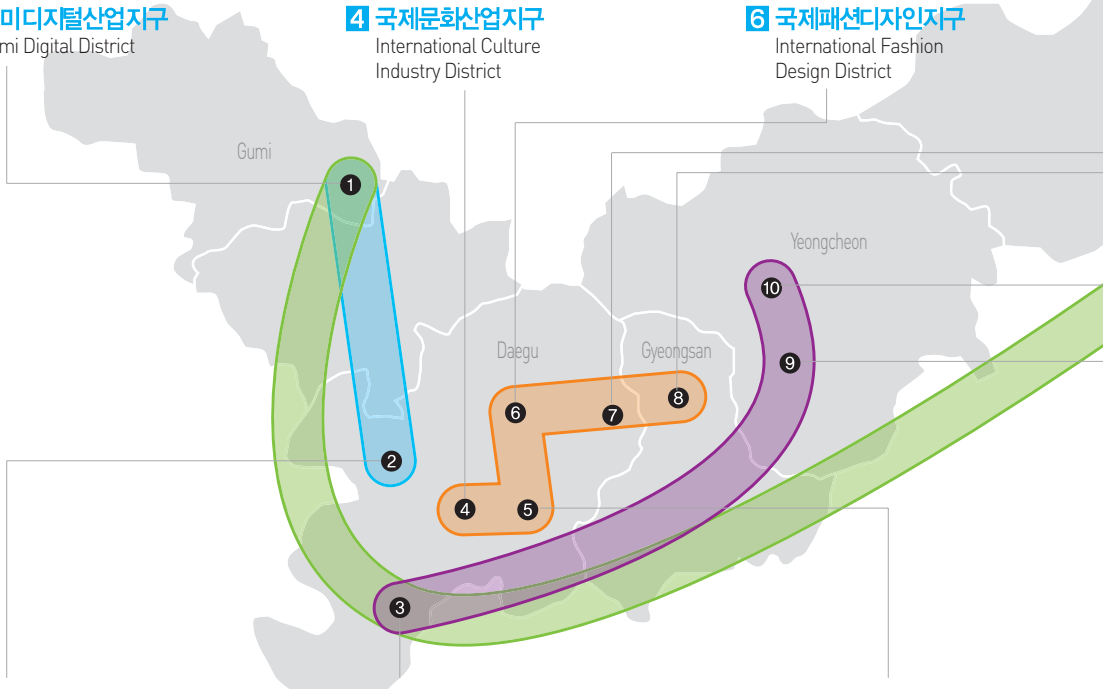 미디지털산업지구
mi Digital District
4 국제문화산업지구
International Culture
Industry District
6 국제패션디자인지구
International Fashion
Design District
Gumi
1
Yeongcheon
10
Daegu
Gyeongsan
9
8
6
7
2
4
5
3